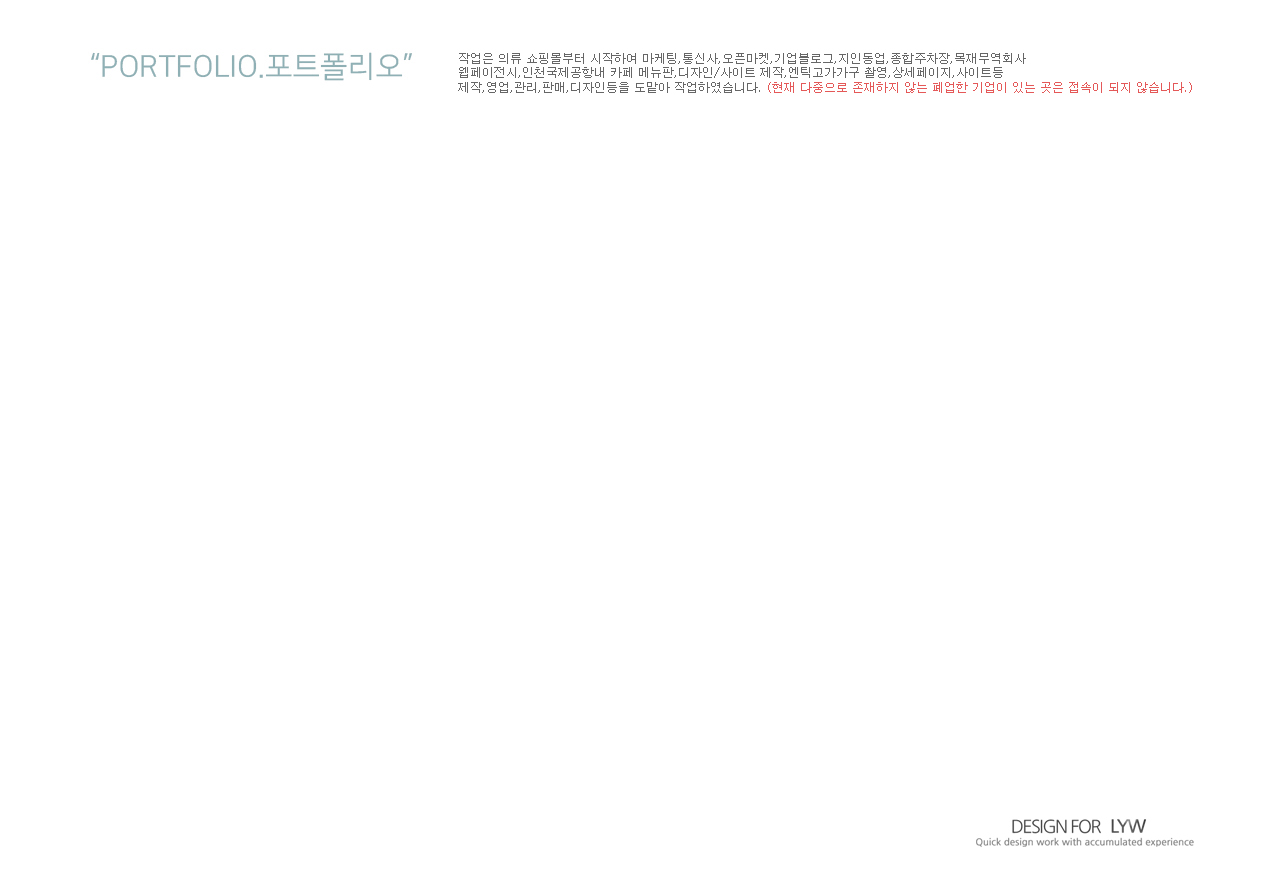 “PORTFOLIO.포트폴리오”
작업은 의류 쇼핑몰부터 시작하여 마케팅,통신사,오픈마켓,기업블로그,지인동업,종합주차장,목재무역회사
웹페이전시,인천국제공항내 카페 메뉴판,디자인/사이트 제작,엔틱고가가구 촬영,상세페이지,사이트등
제작,영업,관리,판매,디자인등을 도맡아 작업하였습니다. (현재 다중으로 존재하지 않는 폐업한 기업이 있는 곳은 접속이 되지 않습니다.)
DESIGN FOR LYW
Quick design work with accumulated experience